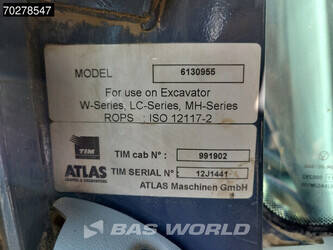 70278547
MODEL 6130955
For use on Excavator
W-Series, LC-Series, MH-Series
ROPS : ISO 12117-2
TIM
TIM cab N° : 991902
ATLAS
TIM SERIAL N° : 12J1441
ATLAS Maschinen GmbH
BAS WORLD